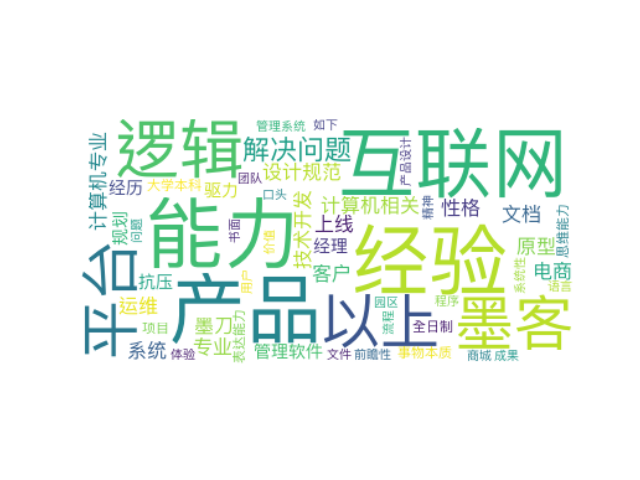 管理系统
如下
逻辑
互联网
计算机专业
解决问题
产品设计
设计规范
团队
经历
大学本科
驱力
口头
计算机相关
精神
性格
文档
思维能力
规划
问题
能力
书面
价值
技术开发
上线
经理
经验
原型
平台
抗压
产品
用户
客户
电商
系统性
语言
运维
墨刀
以上
园区
流程
程序
墨客
项目
专业
表达能力
全日制
系统
体验
管理软件
文件
前瞻性
事物本质
商城
成果